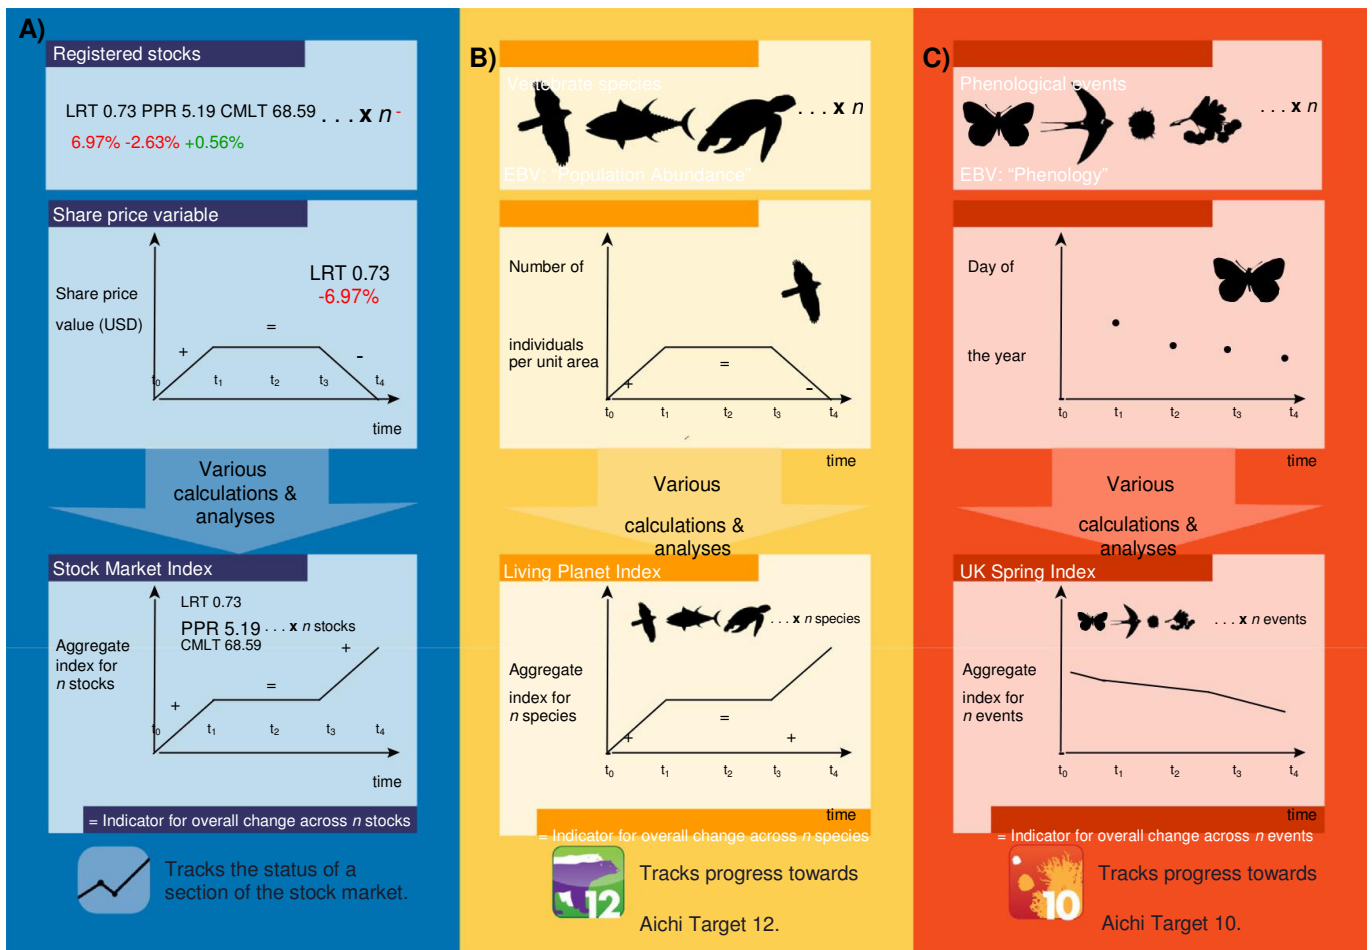 A)
Registered stocks
LRT 0.73 PPR 5.19 CMLT 68.59 . . . x n -
6.97% -2.63% +0.56%
Share price variable
LRT 0.73
-6.97%
Share price
value (USD)
=
+
-
t0 t1 t2 t3 t4
time
Various
calculations &
analyses
Stock Market Index
LRT 0.73
PPR 5.19 . . . x n stocks
CMLT 68.59
+
Aggregate
index for
n stocks
=
+
t0 t1 t2 t3 t4
time
= Indicator for overall change across n stocks
Tracks the status of a
section of the stock market.
B)
Vertebrate species
. . . x n
EBV: "Population Abundance"
Number of
individuals
per unit area
=
+
-
t0 t1 t2 t3 t4
time
Various
calculations &
analyses
Living Planet Index
. . . x n species
Aggregate
index for
n species
=
+ +
t0 t1 t2 t3 t4
time
= Indicator for overall change across n species
12
Tracks progress towards
Aichi Target 12.
C)
Phenological events
. . . x n
EBV: "Phenology"
Day of
the year
t0 t1 t2 t3 t4
time
Various
calculations &
analyses
UK Spring Index
. . . x n events
Aggregate
index for
n events
t0 t1 t2 t3 t4
time
= Indicator for overall change across n events
10
Tracks progress towards
Aichi Target 10.